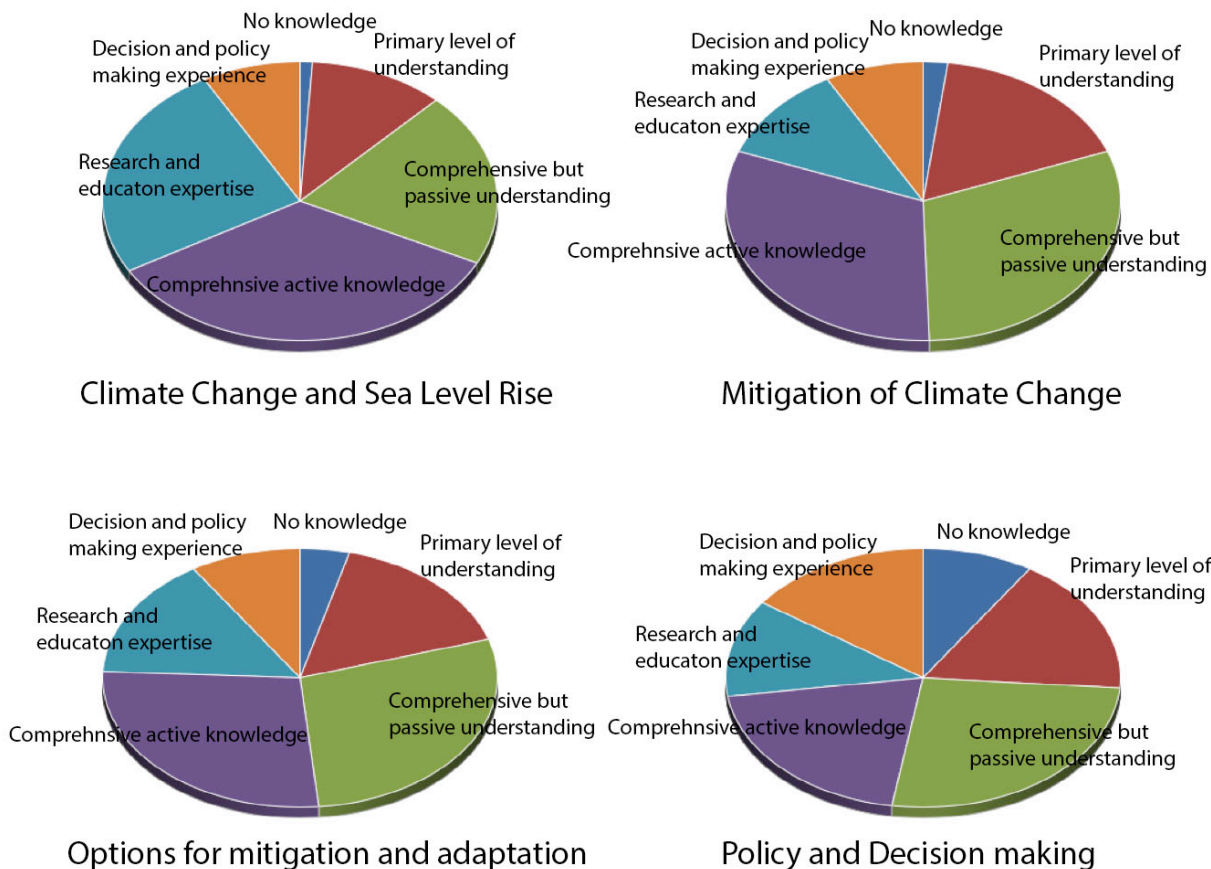 No knowledge
Decision and policy
making experience
Primary level of
understanding
Research and
educaton expertise
Comprehensive but
passive understanding
Comprehnsive active knowledge
Climate Change and Sea Level Rise
No knowledge
Decision and policy
making experience
Primary level of
understanding
Research and
educaton expertise
Comprehnsive active knowledge
Comprehensive but
passive understanding
Mitigation of Climate Change
Decision and policy
making experience
No knowledge
Primary level of
understanding
Research and
educaton expertise
Comprehensive but
passive understanding
Comprehnsive active knowledge
Options for mitigation and adaptation
Decision and policy
making experience
No knowledge
Primary level of
understanding
Research and
educaton expertise
Comprehnsive active knowledge
Comprehensive but
passive understanding
Policy and Decision making